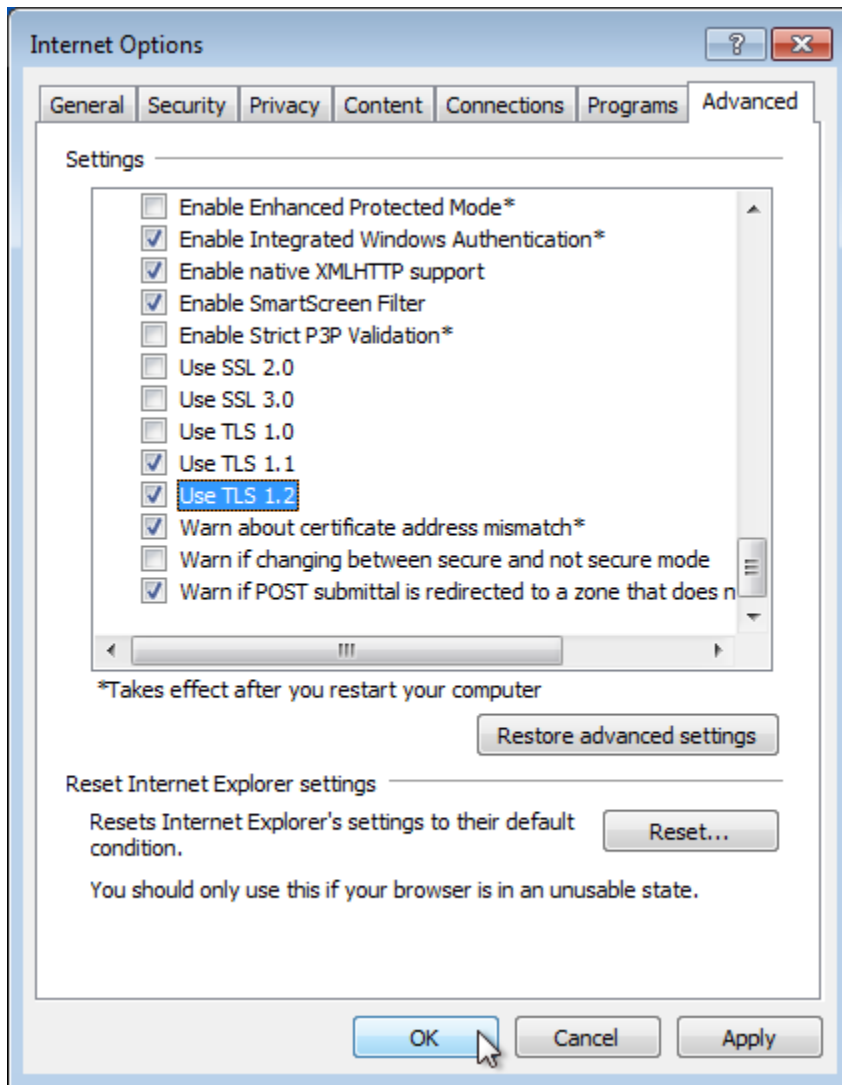 Internet Options
General Security Privacy Content Connections Programs Advanced
Settings
Enable Enhanced Protected Mode*
Enable Integrated Windows Authentication*
Enable native XMLHTTP support
Enable SmartScreen Filter
Enable Strict P3P Validation*
Use SSL 2.0
Use SSL 3.0
Use TLS 1.0
Use TLS 1.1
Use TLS 1.2
Warn about certificate address mismatch*
Warn if changing between secure and not secure mode
Warn if POST submittal is redirected to a zone that does n
*Takes effect after you restart your computer
Restore advanced settings
Reset Internet Explorer settings
Resets Internet Explorer's settings to their default
condition.
Reset...
You should only use this if your browser is in an unusable state.
OK Cancel Apply